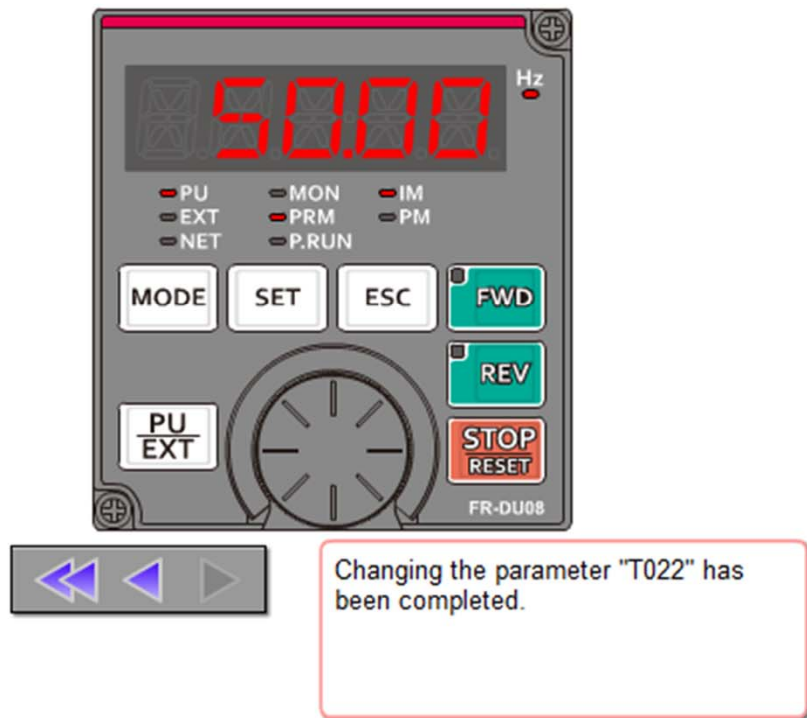 50.00
Hz
PU MON IM
EXT PRM PM
NET P.RUN
MODE SET ESC FWD
REV
PU
EXT
STOP
RESET
FR-DU08
Changing the parameter "T022" has
been completed.